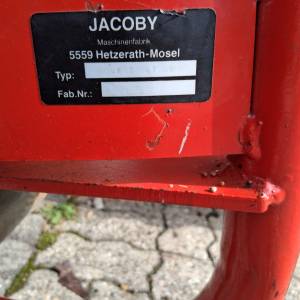 JACOBY
Maschinenfabrik
5559 Hetzerath-Mosel
Typ:
Fab.Nr.: